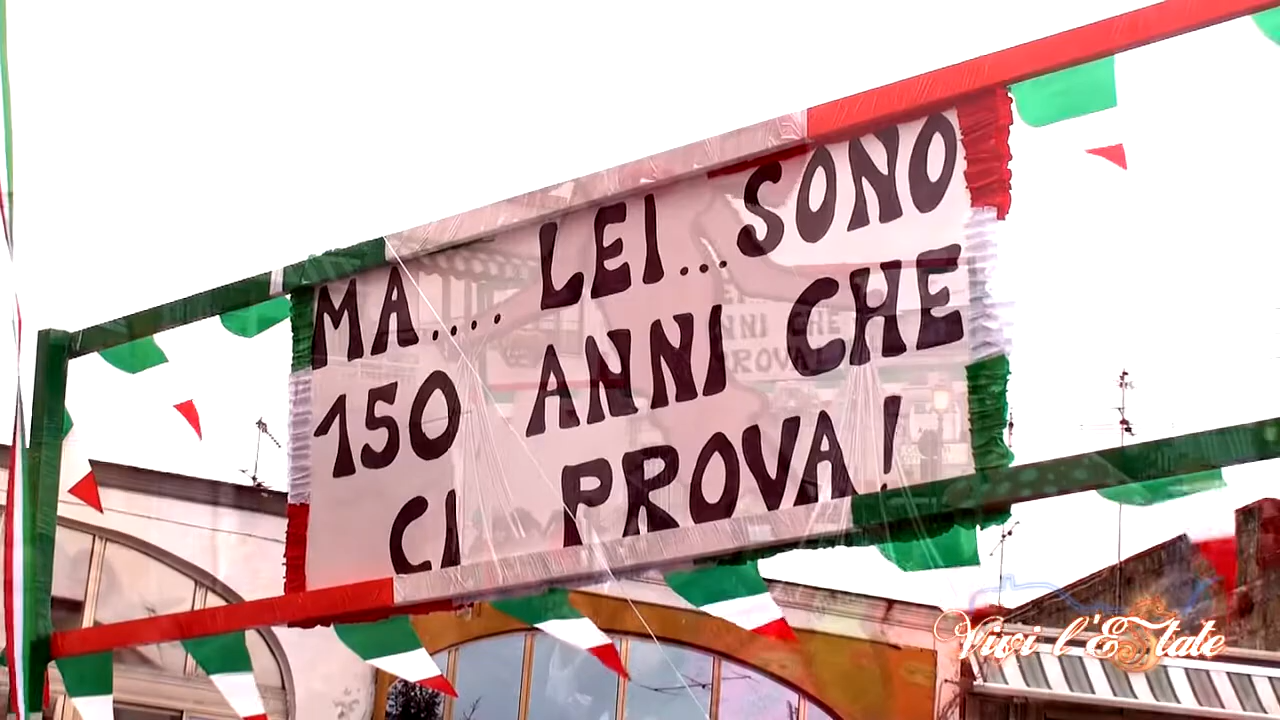 MA.... LEI...SONO
150 ANNI CHE
CI PROVA!
Vivi l'Estate